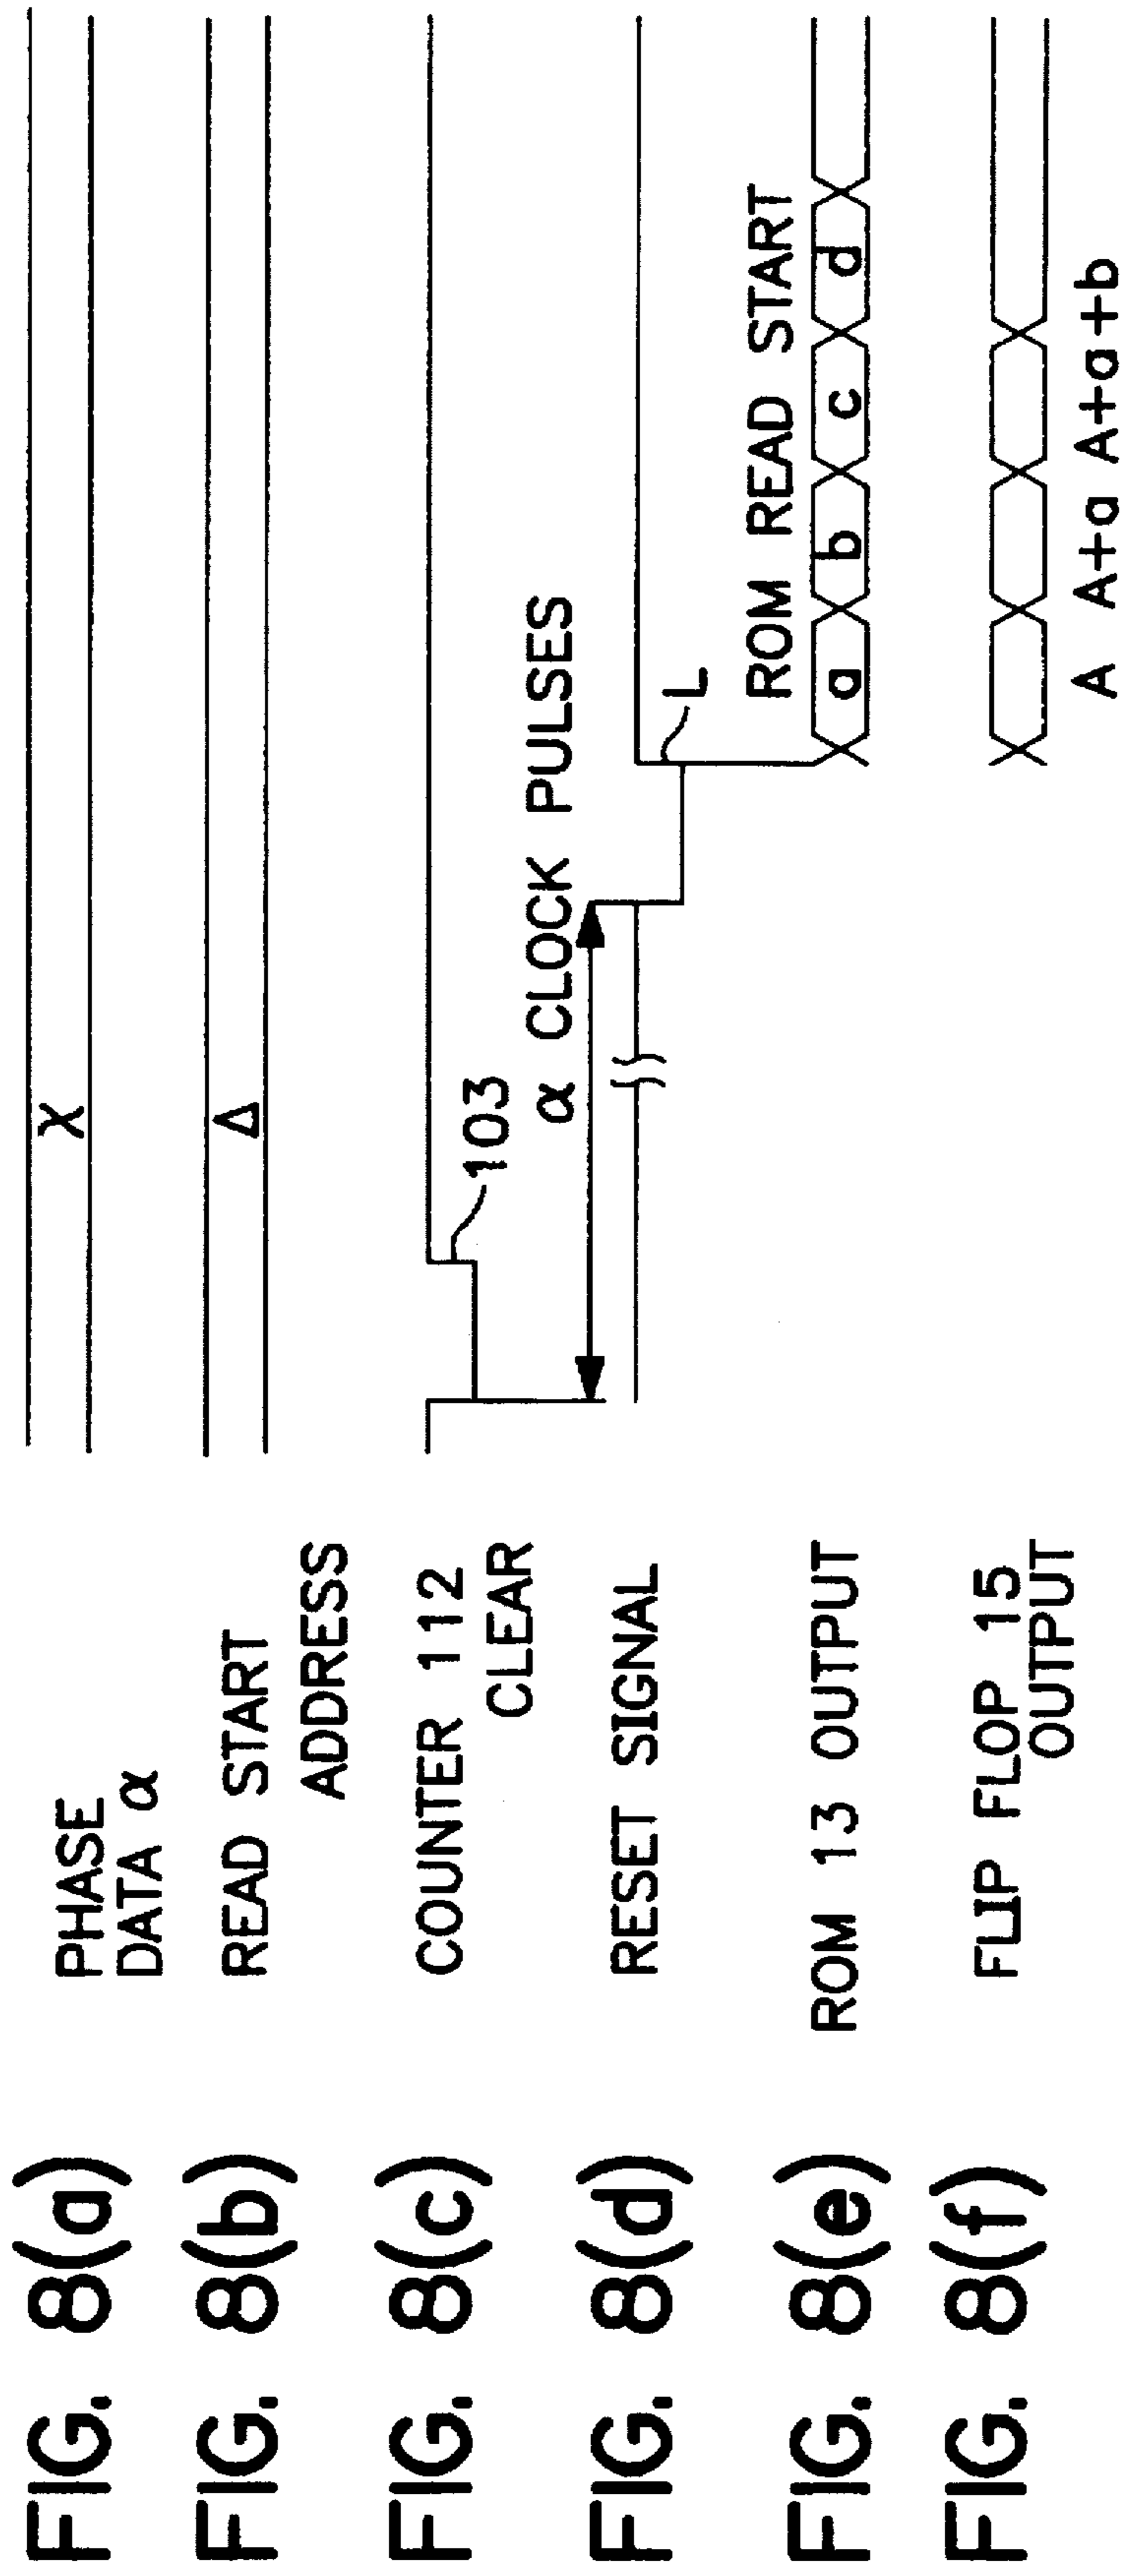 FIG. 8(a) PHASE DATA α χ
FIG. 8(b) READ START ADDRESS Δ
FIG. 8(c) COUNTER 112 CLEAR 103
α CLOCK PULSES
FIG. 8(d) RESET SIGNAL L
ROM READ START
FIG. 8(e) ROM 13 OUTPUT a b c d
FIG. 8(f) FLIP FLOP 15 OUTPUT
A A+a A+a+b